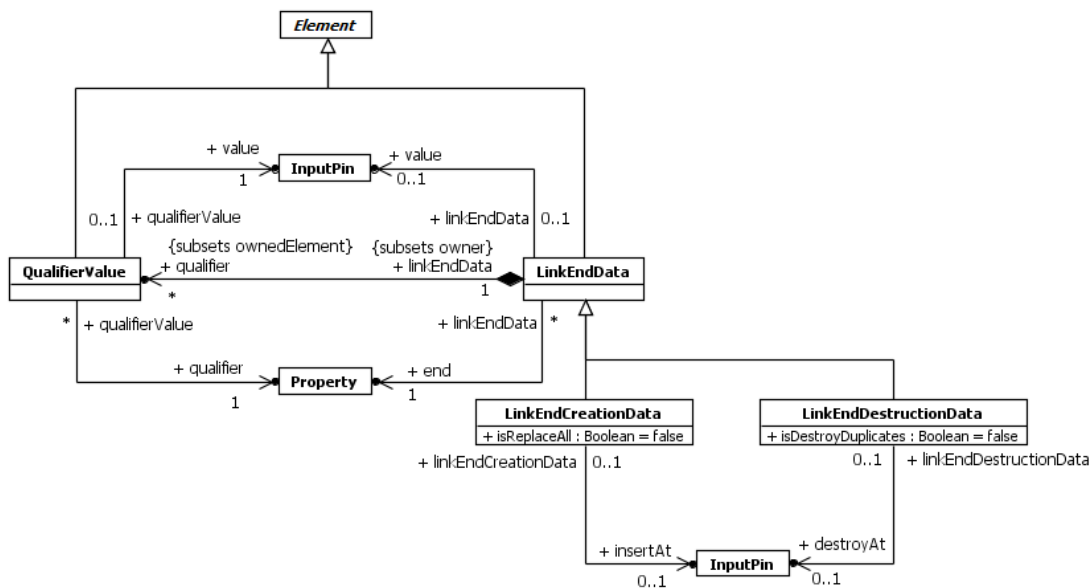 Element
+ value
1
InputPin
+ value
0..1
0..1
+ qualifierValue
+ linkEndData
0..1
{subsets ownedElement}
{subsets owner}
QualifierValue
+ qualifier
*
+ linkEndData
1
LinkEndData
*
+ qualifierValue
+ linkEndData
*
+ qualifier
1
Property
+ end
1
LinkEndCreationData
+ isReplaceAll : Boolean = false
LinkEndDestructionData
+ isDestroyDuplicates : Boolean = false
+ linkEndCreationData
0..1
0..1
+ linkEndDestructionData
+ insertAt
0..1
InputPin
+ destroyAt
0..1